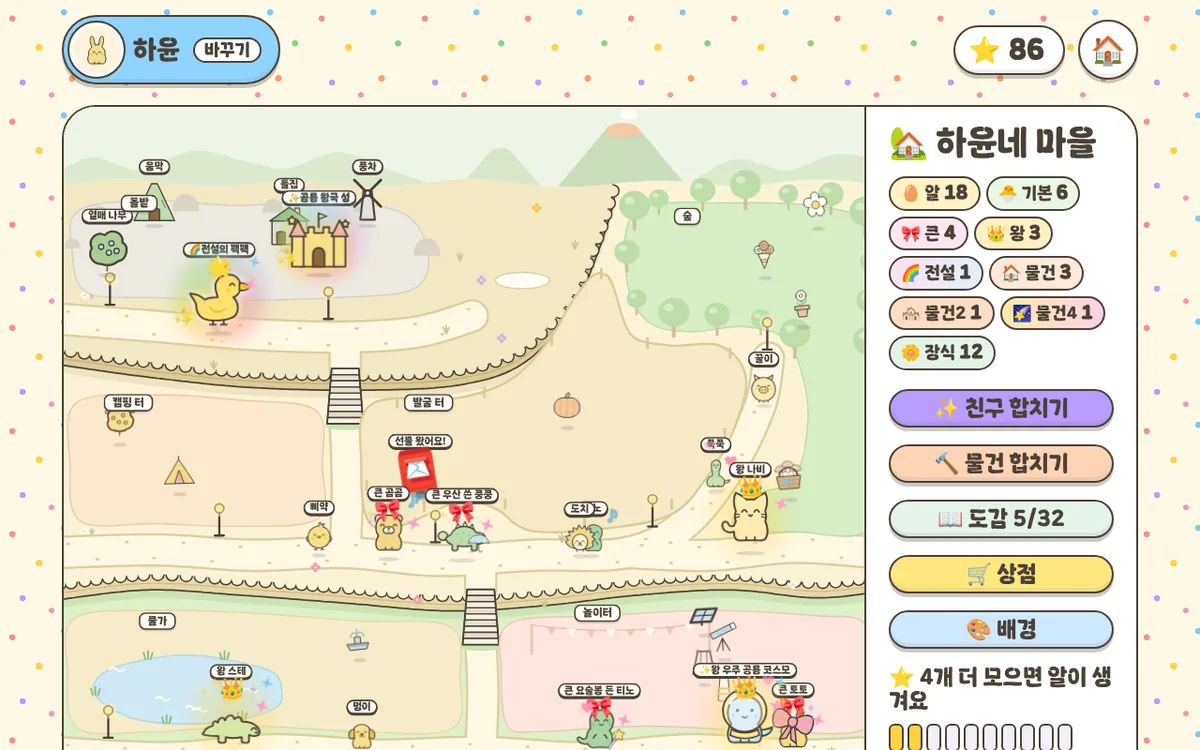 하윤 바꾸기
86
움막
풍차
돌집
돌밭
✨공룡 왕국 성
열매 나무
숲
🌈전설의 꽥꽥
꿀이
캠핑 터
발굴 터
선물 왔어요!
쭉쭉
왕 나비
큰 곰곰
큰 우산 쓴 쿵쿵
삐약
도치
물가
놀이터
왕 스테
✨왕 우주 공룡 코스모
큰 요술봉 든 티노
큰 토토
멍이
하윤네 마을
알 18
기본 6
큰 4
왕 3
전설 1
물건 3
물건2 1
물건4 1
장식 12
친구 합치기
물건 합치기
도감 5/32
상점
배경
4개 더 모으면 알이 생
겨요